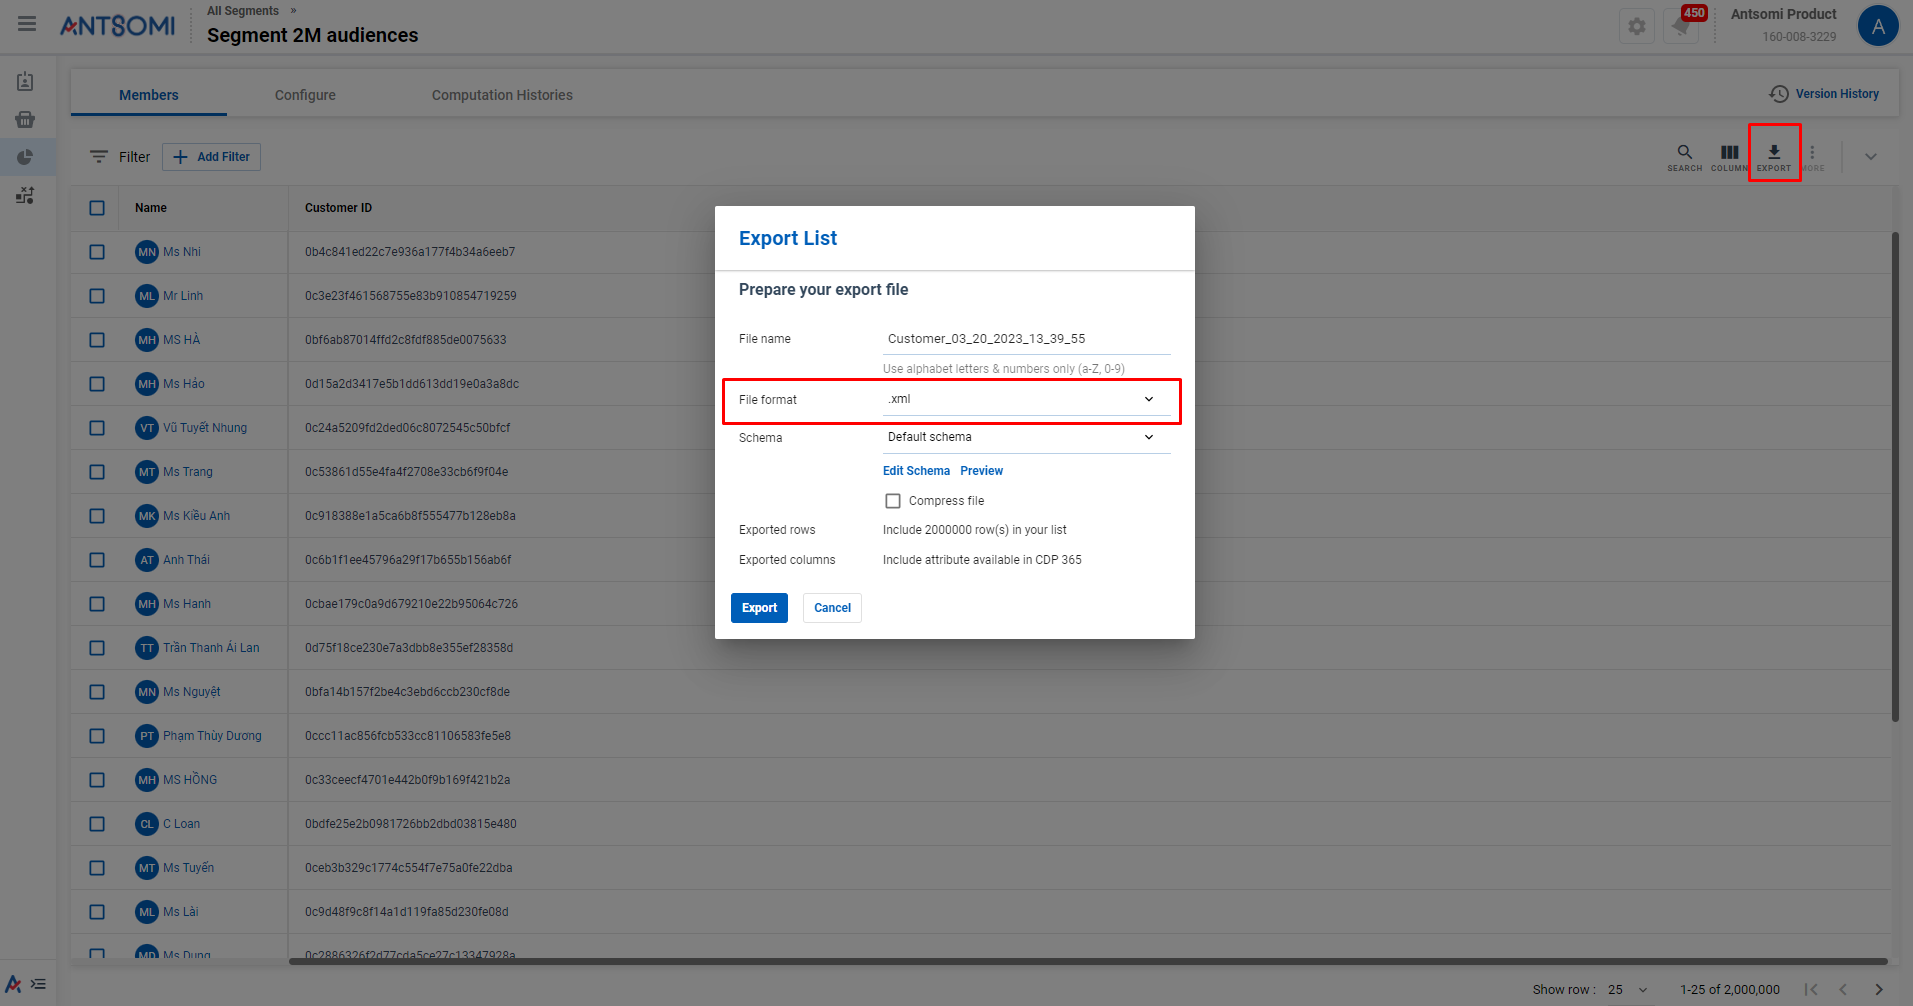 All Segments »
ANTSOMI
Segment 2M audiences
450
Antsomi Product
160-008-3229
A
Members
Configure
Computation Histories
Version History
Filter
Add Filter
SEARCH
COLUMN
EXPORT
MORE
Name
Customer ID
MN Ms Nhi 0b4c841ed22c7e936a177f4b34a6eeb7
ML Mr Linh 0c3e23f461568755e83b910854719259
MH MS HÀ 0bf6ab87014ffd2c8fdf885de0075633
MH Ms Hảo 0d15a2d3417e5b1dd613dd19e0a3a8dc
VT Vũ Tuyết Nhung 0c24a5209fd2ded06c8072545c50bfcf
MT Ms Trang 0c53861d55e4fa4f2708e33cb6f9f04e
MK Ms Kiều Anh 0c918388e1a5ca6b8f555477b128eb8a
AT Anh Thái 0c6b1f1ee45796a29f17b655b156ab6f
MH Ms Hanh 0cbae179c0a9d679210e22b95064c726
TT Trần Thanh Ái Lan 0d75f18ce230e7a3dbb8e355ef28358d
MN Ms Nguyệt 0bfa14b157f2be4c3ebd6ccb230cf8de
PT Phạm Thùy Dương 0ccc11ac856fcb533cc81106583fe5e8
MH MS HỒNG 0c33ceecf4701e442b0f9b169f421b2a
CL C Loan 0bdfe25e2b0981726bb2dbd03815e480
MT Ms Tuyến 0ceb3b329c1774c554f7e75a0fe22dba
ML Ms Lài 0c9d48f9c8f14a1d119fa85d230fe08d
MD Ms Dung 0c2886326f2d77cda5ce27c13347928a
Export List
Prepare your export file
File name
Customer_03_20_2023_13_39_55
Use alphabet letters & numbers only (a-Z, 0-9)
File format
.xml
Schema
Default schema
Edit Schema
Preview
Compress file
Exported rows
Include 2000000 row(s) in your list
Exported columns
Include attribute available in CDP 365
Export
Cancel
Show row : 25
1-25 of 2,000,000